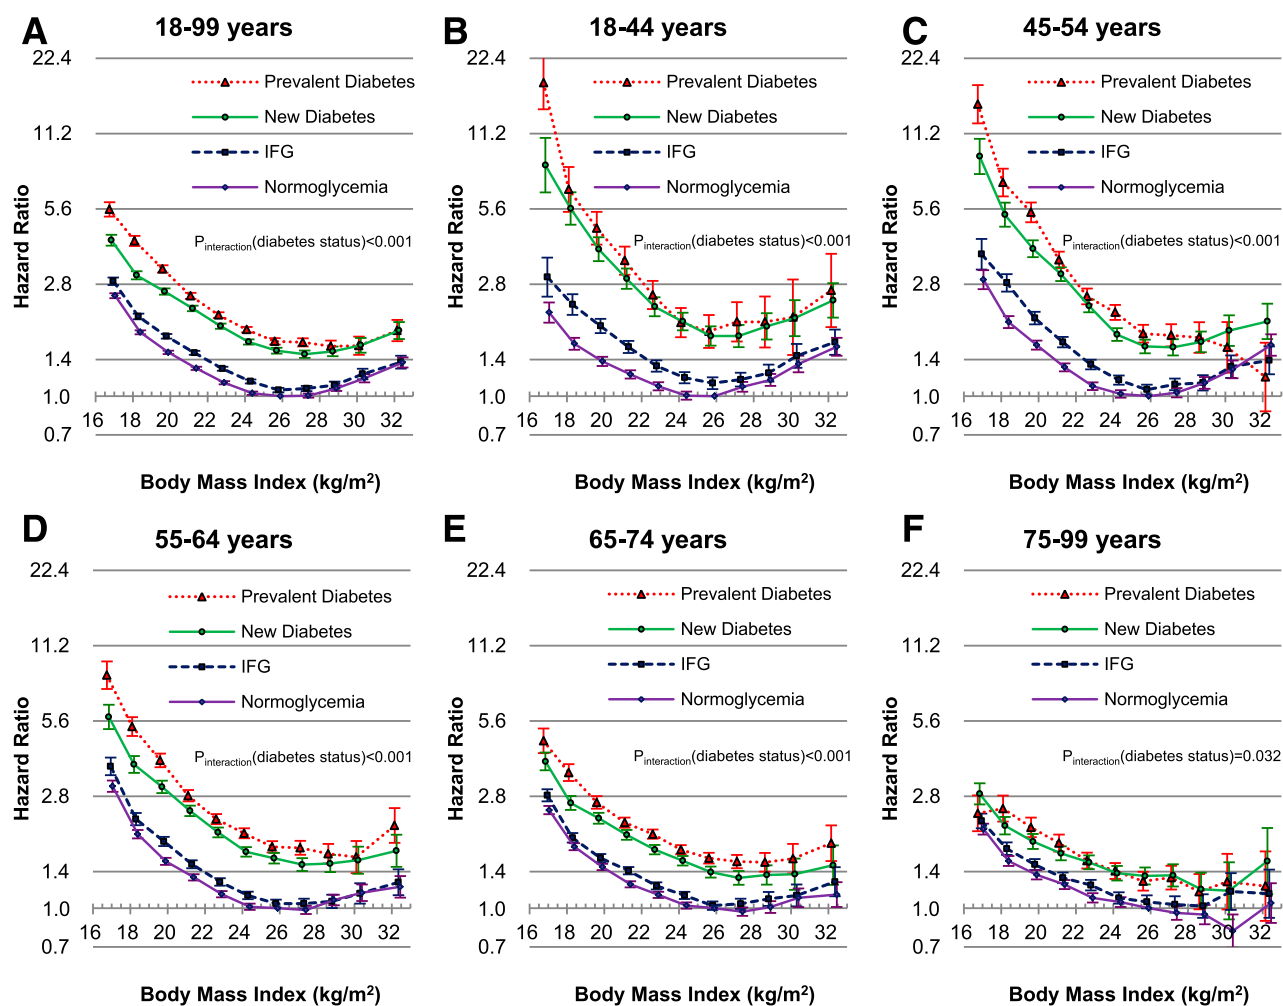 A
18-99 years
22.4
11.2
5.6
2.8
1.4
1.0
0.7
Hazard Ratio
Prevalent Diabetes
New Diabetes
IFG
Normoglycemia
Pinteraction(diabetes status)<0.001
16 18 20 22 24 26 28 30 32
Body Mass Index (kg/m²)
B
18-44 years
22.4
11.2
5.6
2.8
1.4
1.0
0.7
Hazard Ratio
Prevalent Diabetes
New Diabetes
IFG
Normoglycemia
Pinteraction(diabetes status)<0.001
16 18 20 22 24 26 28 30 32
Body Mass Index (kg/m²)
C
45-54 years
22.4
11.2
5.6
2.8
1.4
1.0
0.7
Hazard Ratio
Prevalent Diabetes
New Diabetes
IFG
Normoglycemia
Pinteraction(diabetes status)<0.001
16 18 20 22 24 26 28 30 32
Body Mass Index (kg/m²)
D
55-64 years
22.4
11.2
5.6
2.8
1.4
1.0
0.7
Hazard Ratio
Prevalent Diabetes
New Diabetes
IFG
Normoglycemia
Pinteraction(diabetes status)<0.001
16 18 20 22 24 26 28 30 32
Body Mass Index (kg/m²)
E
65-74 years
22.4
11.2
5.6
2.8
1.4
1.0
0.7
Hazard Ratio
Prevalent Diabetes
New Diabetes
IFG
Normoglycemia
Pinteraction(diabetes status)<0.001
16 18 20 22 24 26 28 30 32
Body Mass Index (kg/m²)
F
75-99 years
22.4
11.2
5.6
2.8
1.4
1.0
0.7
Hazard Ratio
Prevalent Diabetes
New Diabetes
IFG
Normoglycemia
Pinteraction(diabetes status)=0.032
16 18 20 22 24 26 28 30 32
Body Mass Index (kg/m²)